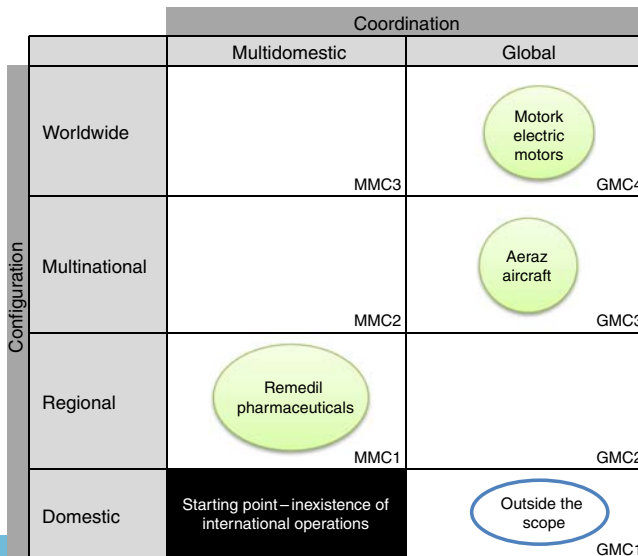 Coordination
Multidomestic
Global
Configuration
Worldwide
Motork
electric
motors
MMC3
GMC4
Multinational
Aeraz
aircraft
MMC2
GMC3
Regional
Remedil
pharmaceuticals
MMC1
GMC2
Domestic
Starting point – inexistence of
international operations
Outside the
scope
GMC1